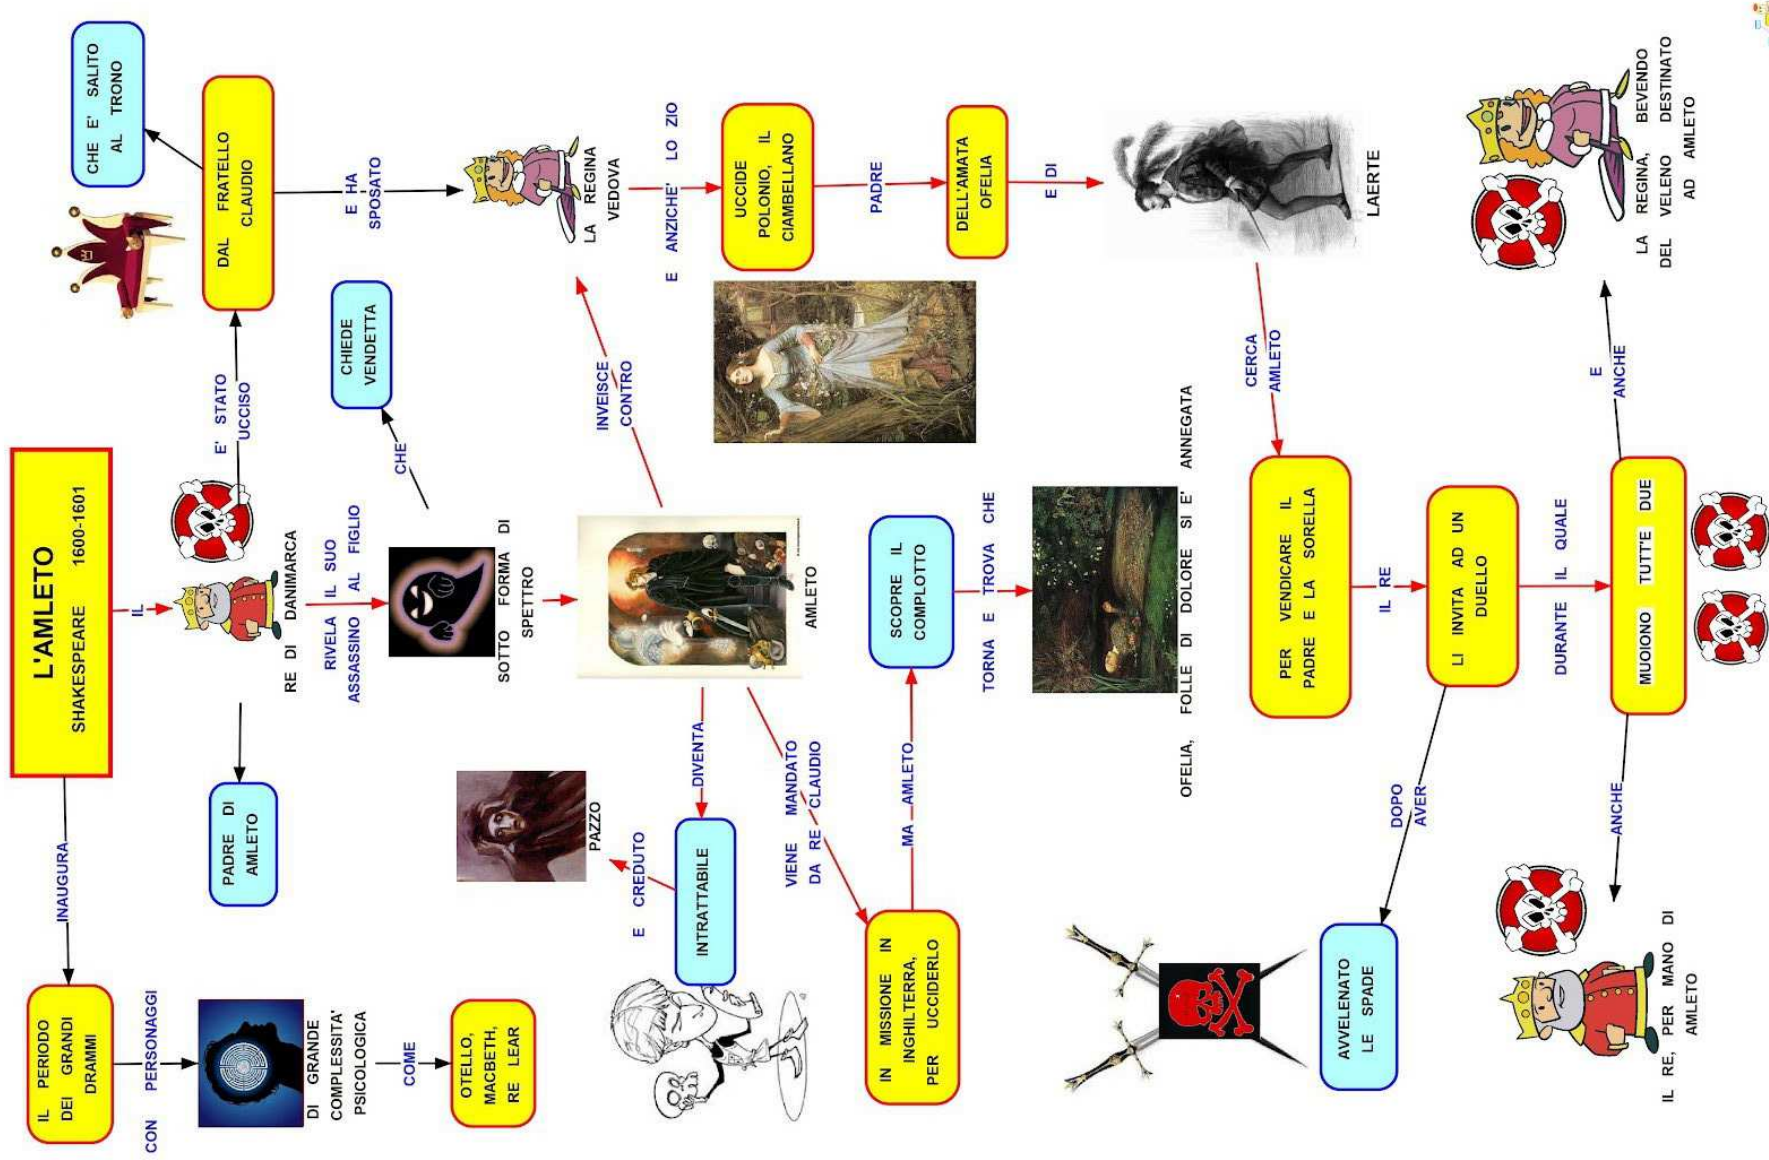 L'AMLETO
SHAKESPEARE 1600-1601
INAUGURA
IL PERIODO
DEI GRANDI
DRAMMI
CON PERSONAGGI
DI GRANDE
COMPLESSITA'
PSICOLOGICA
COME
OTELLO,
MACBETH,
RE LEAR
IL
RE DI DANIMARCA
PADRE DI
AMLETO
E' STATO
UCCISO
DAL FRATELLO
CLAUDIO
CHE E' SALITO
AL TRONO
E HA
SPOSATO
LA REGINA
VEDOVA
RIVELA IL SUO
ASSASSINO AL FIGLIO
SOTTO FORMA DI
SPETTRO
CHE
CHIEDE
VENDETTA
AMLETO
INVEISCE
CONTRO
E ANZICHE' LO ZIO
UCCIDE
POLONIO, IL
CIAMBELLANO
PADRE
DELL'AMATA
OFELIA
E DI
LAERTE
DIVENTA
INTRATTABILE
E CREDUTO
PAZZO
VIENE MANDATO
DA RE CLAUDIO
IN MISSIONE IN
INGHILTERRA,
PER UCCIDERLO
MA AMLETO
SCOPRE IL
COMPLOTTO
TORNA E TROVA CHE
OFELIA, FOLLE DI DOLORE SI E' ANNEGATA
CERCA
AMLETO
PER VENDICARE IL
PADRE E LA SORELLA
IL RE
LI INVITA AD UN
DUELLO
DOPO
AVER
AVVELENATO
LE SPADE
DURANTE IL QUALE
MUOIONO TUTT'E DUE
ANCHE
IL RE, PER MANO DI
AMLETO
E
ANCHE
LA REGINA, BEVENDO
DEL VELENO DESTINATO
AD AMLETO